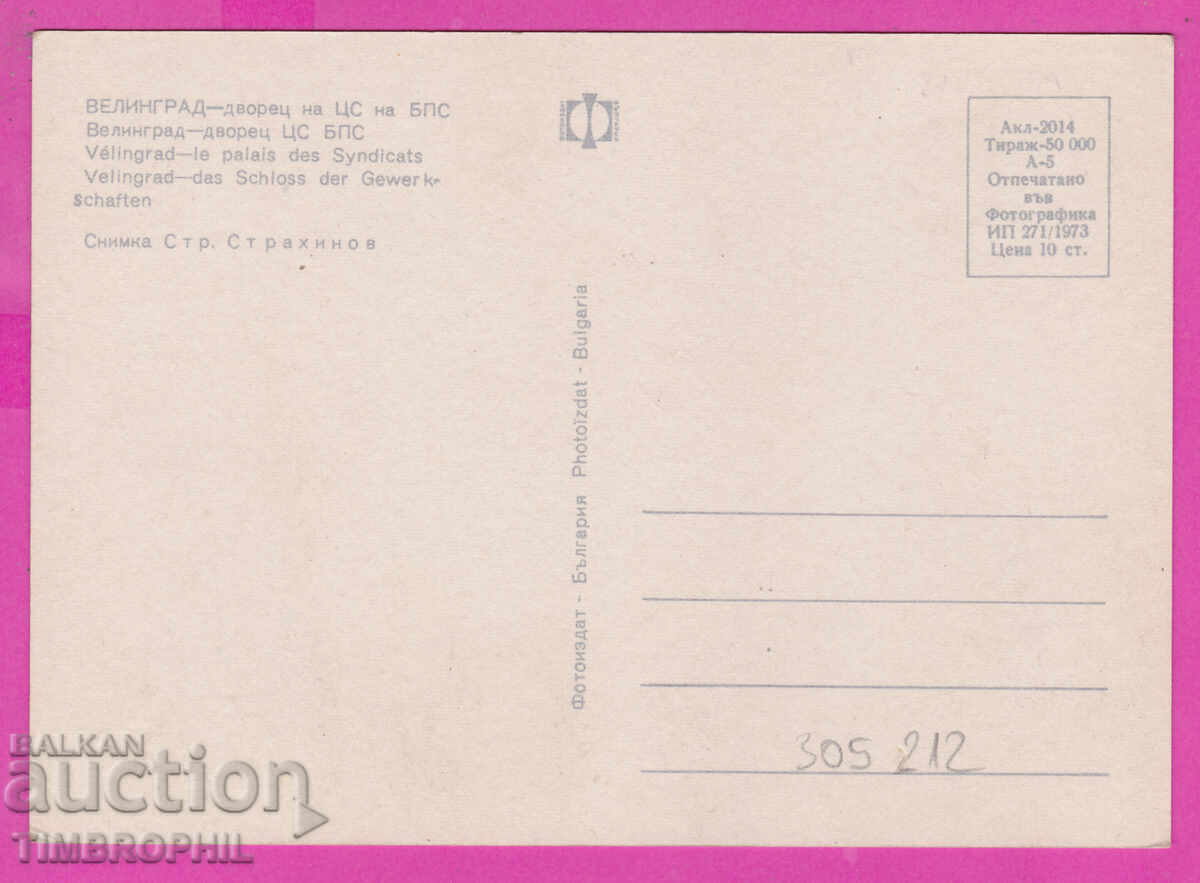 ВЕЛИНГРАД—дворец на ЦС на БПС
Велинград—дворец ЦС БПС
Vélingrad—le palais des Syndicats
Velingrad—das Schloss der Gewerk-
schaften
Снимка Стр. Страхинов
Фотоиздат - България Photoïzdat - Bulgaria
Акл-2014
Тираж-50 000
А-5
Отпечатано
във
Фотографика
ИП 271/1973
Цена 10 ст.
305 212
BALKAN
auction
TIMBROPHIL